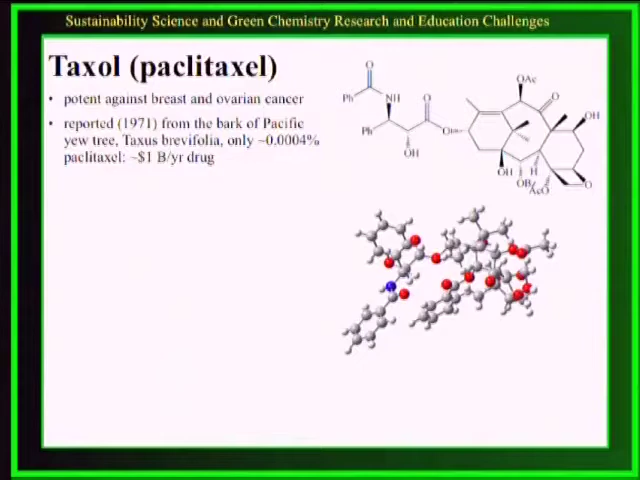 Sustainability Science and Green Chemistry Research and Education Challenges
Taxol (paclitaxel)
• potent against breast and ovarian cancer
• reported (1971) from the bark of Pacific
yew tree, Taxus brevifolia, only ~0.0004%
paclitaxel: ~$1 B/yr drug
O
OAc
Ph
NH
O
O
OH
Ph
O
OH
OH
H
OB
AcO
O